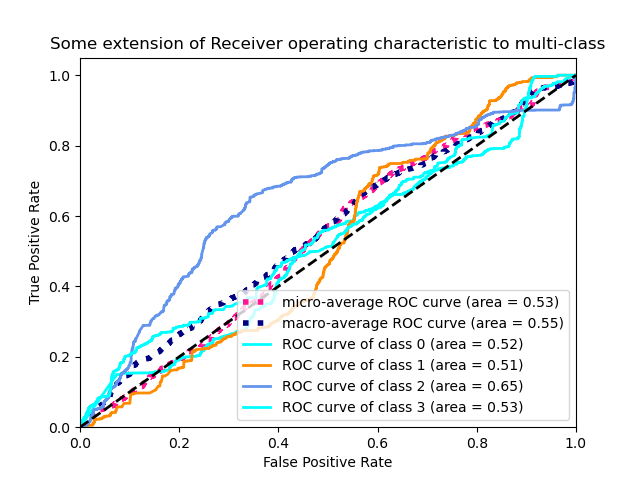 Some extension of Receiver operating characteristic to multi-class
True Positive Rate
1.0
0.8
0.6
0.4
0.2
0.0
micro-average ROC curve (area = 0.53)
macro-average ROC curve (area = 0.55)
ROC curve of class 0 (area = 0.52)
ROC curve of class 1 (area = 0.51)
ROC curve of class 2 (area = 0.65)
ROC curve of class 3 (area = 0.53)
0.0 0.2 0.4 0.6 0.8 1.0
False Positive Rate